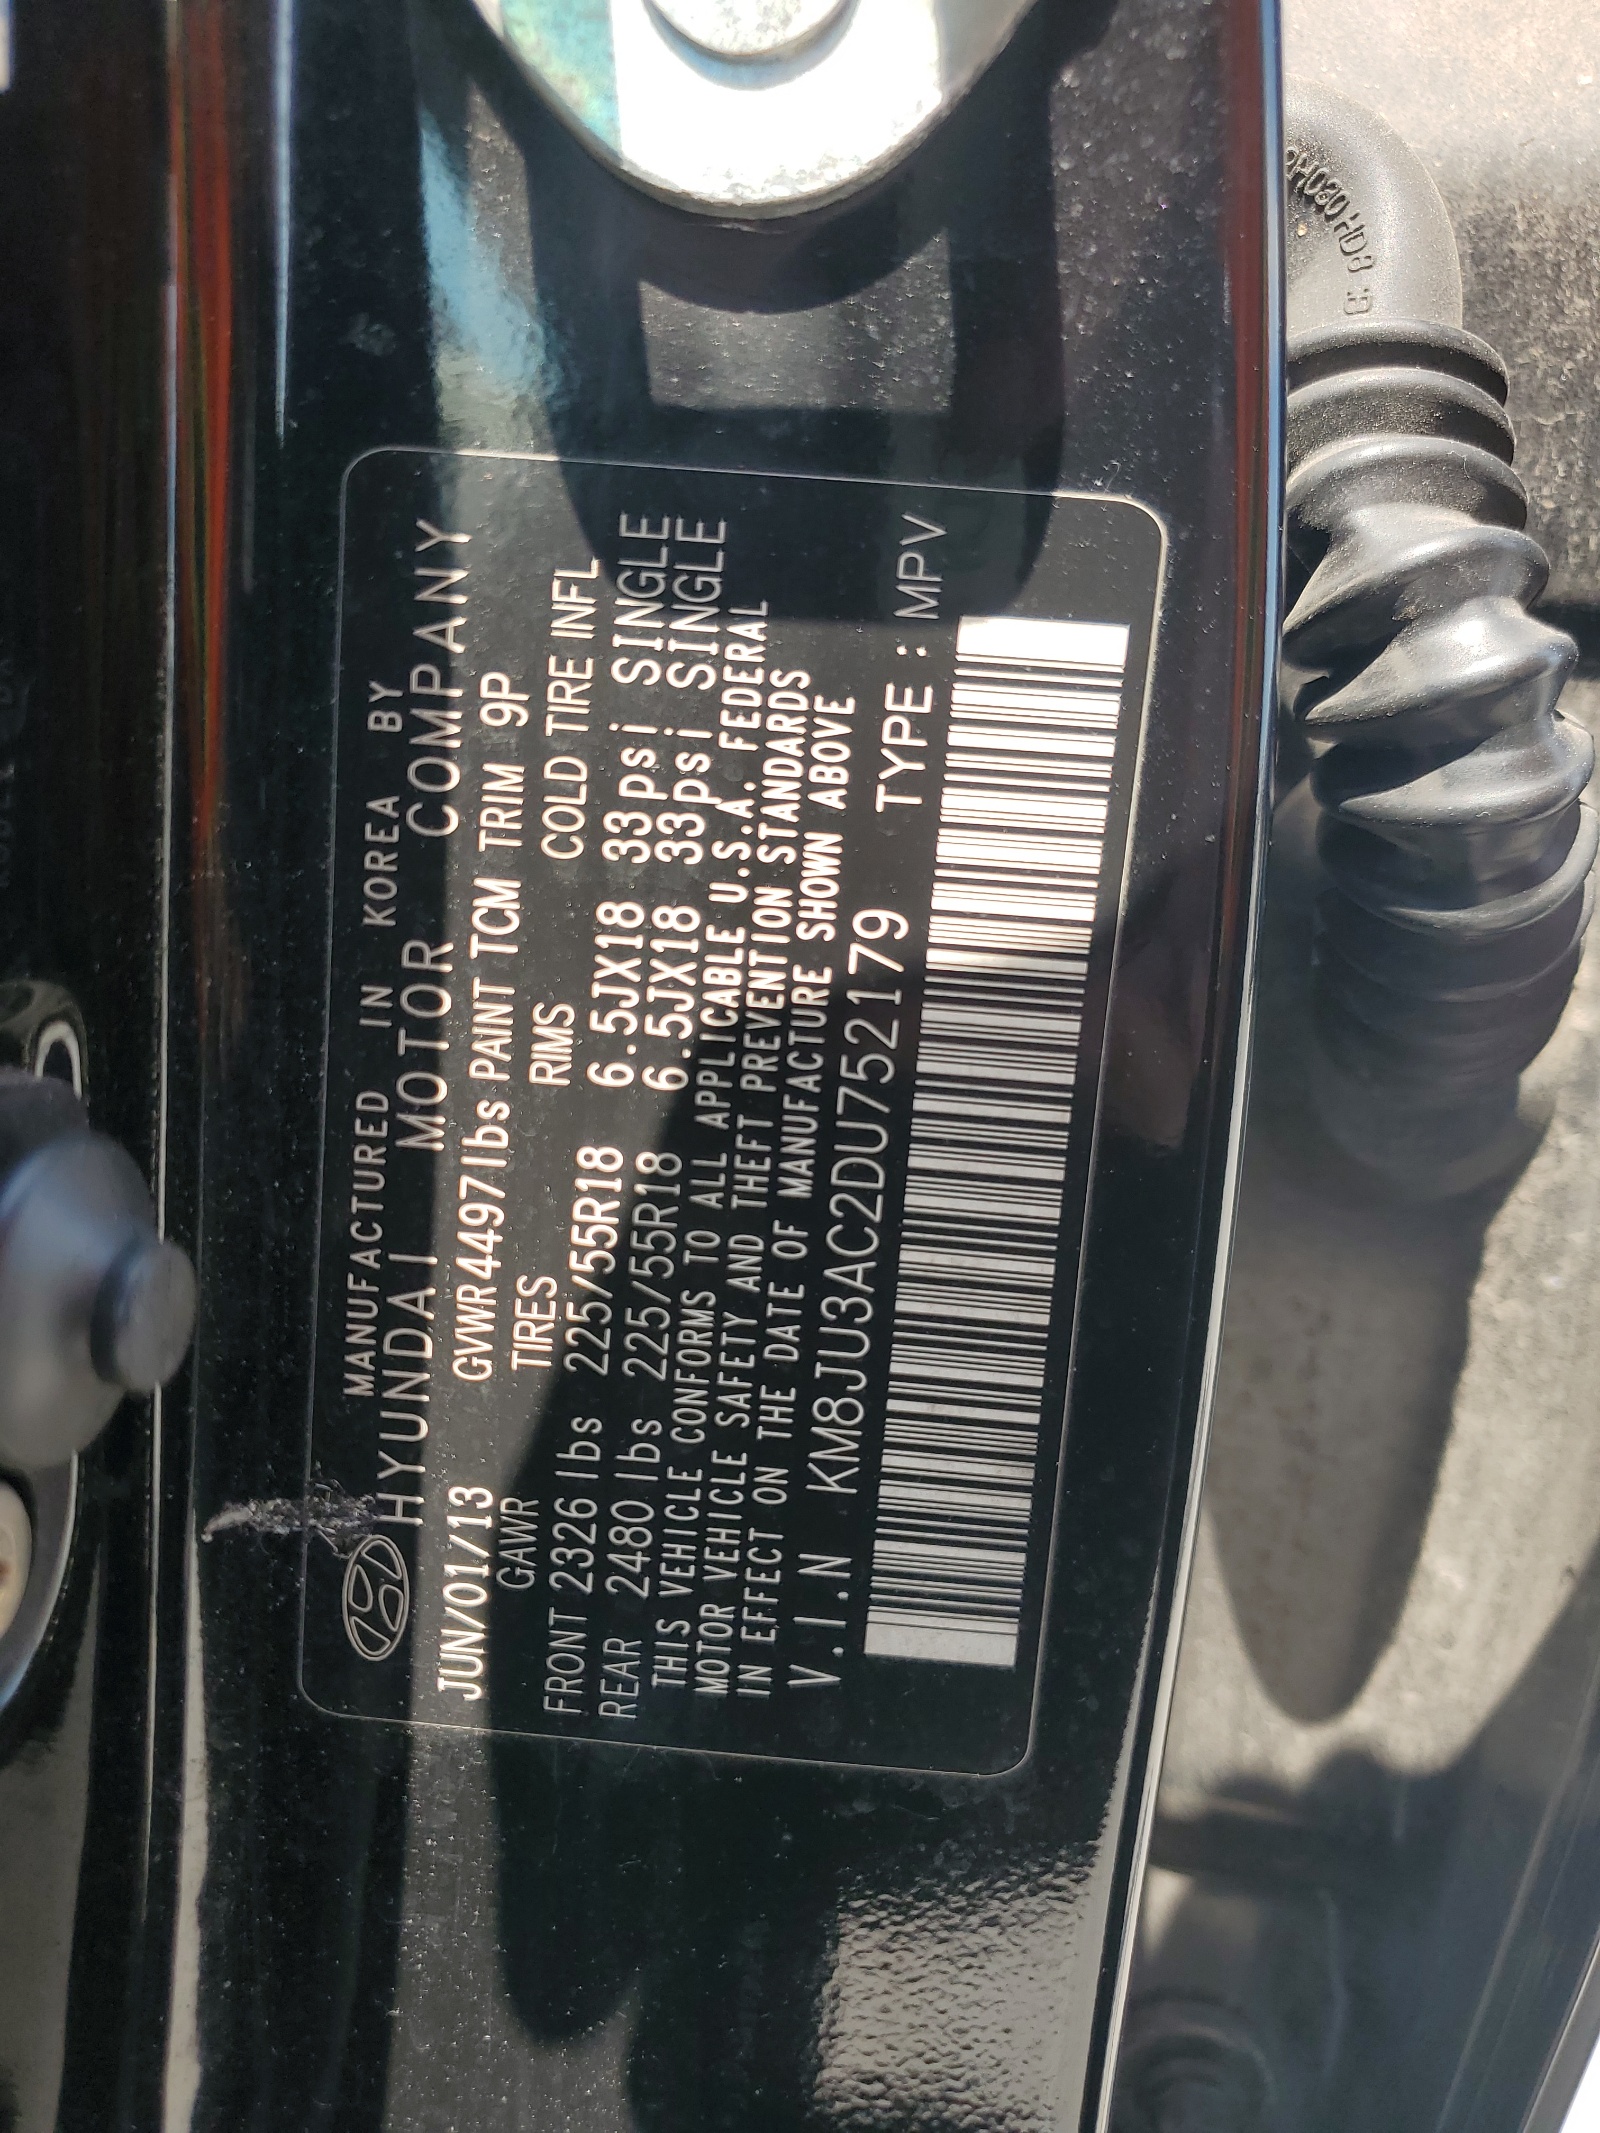 MANUFACTURED IN KOREA BY
HYUNDAI MOTOR COMPANY
JUN/01/13 GVWR4497lbs PAINT TCM TRIM 9P
GAWR TIRES RIMS COLD TIRE INFL
FRONT 2326 lbs 225/55R18 6.5JX18 33psi SINGLE
REAR 2480 lbs 225/55R18 6.5JX18 33psi SINGLE
THIS VEHICLE CONFORMS TO ALL APPLICABLE U.S.A. FEDERAL
MOTOR VEHICLE SAFETY AND THEFT PREVENTION STANDARDS
IN EFFECT ON THE DATE OF MANUFACTURE SHOWN ABOVE
V.I.N KM8JU3AC2DU752179 TYPE : MPV